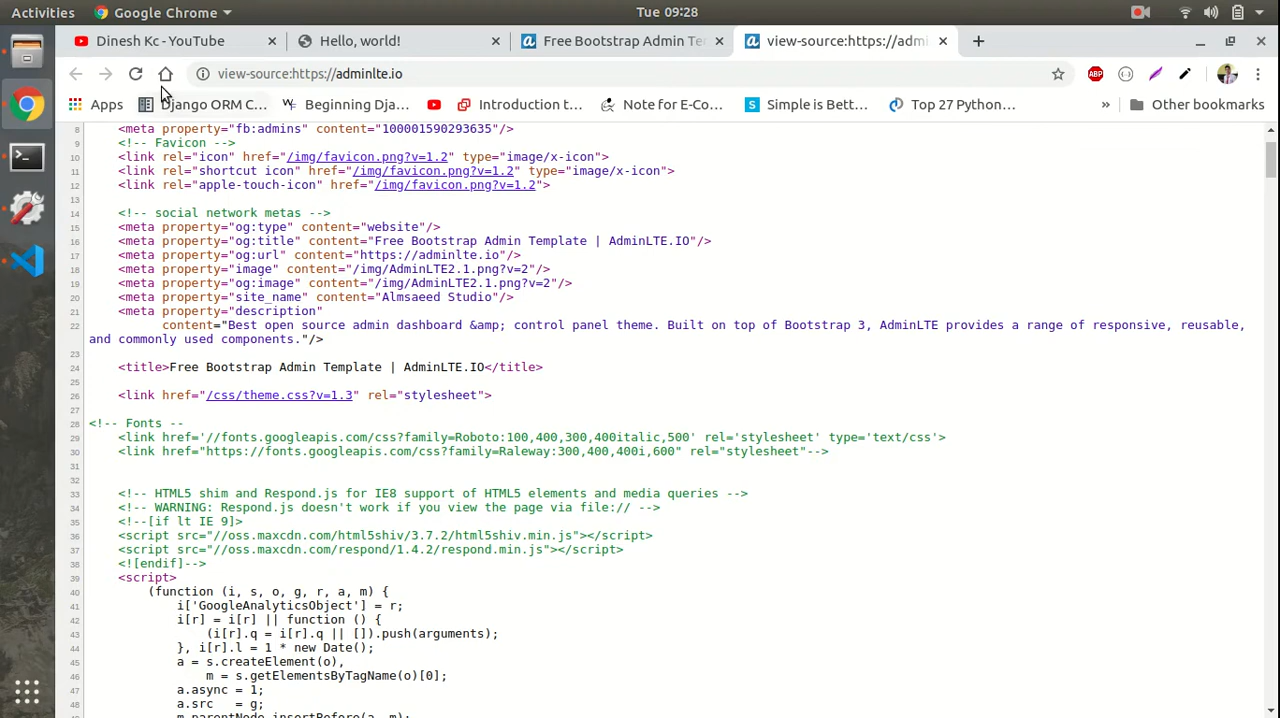 Activities
Google Chrome
Tue 09:28
Dinesh Kc - YouTube
Hello, world!
Free Bootstrap Admin Te
view-source:https://admi
view-source:https://adminlte.io
ABP
Apps
Django ORM C...
Beginning Dja...
Introduction t...
Note for E-Co...
S
Simple is Bett...
Top 27 Python...
»
Other bookmarks
8 <meta property="fb:admins" content="100001590293635"/>
9 <!-- Favicon -->
10 <link rel="icon" href="/img/favicon.png?v=1.2" type="image/x-icon">
11 <link rel="shortcut icon" href="/img/favicon.png?v=1.2" type="image/x-icon">
12 <link rel="apple-touch-icon" href="/img/favicon.png?v=1.2">
13
14 <!-- social network metas -->
15 <meta property="og:type" content="website"/>
16 <meta property="og:title" content="Free Bootstrap Admin Template | AdminLTE.IO"/>
17 <meta property="og:url" content="https://adminlte.io"/>
18 <meta property="image" content="/img/AdminLTE2.1.png?v=2"/>
19 <meta property="og:image" content="/img/AdminLTE2.1.png?v=2"/>
20 <meta property="site_name" content="Almsaeed Studio"/>
21 <meta property="description"
22 content="Best open source admin dashboard &amp; control panel theme. Built on top of Bootstrap 3, AdminLTE provides a range of responsive, reusable,
and commonly used components."/>
23
24 <title>Free Bootstrap Admin Template | AdminLTE.IO</title>
25
26 <link href="/css/theme.css?v=1.3" rel="stylesheet">
27
28 <!-- Fonts --
29 <link href='//fonts.googleapis.com/css?family=Roboto:100,400,300,400italic,500' rel='stylesheet' type='text/css'>
30 <link href="https://fonts.googleapis.com/css?family=Raleway:300,400,400i,600" rel="stylesheet"-->
31
32
33 <!-- HTML5 shim and Respond.js for IE8 support of HTML5 elements and media queries -->
34 <!-- WARNING: Respond.js doesn't work if you view the page via file:// -->
35 <!--[if lt IE 9]>
36 <script src="//oss.maxcdn.com/html5shiv/3.7.2/html5shiv.min.js"></script>
37 <script src="//oss.maxcdn.com/respond/1.4.2/respond.min.js"></script>
38 <![endif]-->
39 <script>
40 (function (i, s, o, g, r, a, m) {
41 i['GoogleAnalyticsObject'] = r;
42 i[r] = i[r] || function () {
43 (i[r].q = i[r].q || []).push(arguments);
44 }, i[r].l = 1 * new Date();
45 a = s.createElement(o),
46 m = s.getElementsByTagName(o)[0];
47 a.async = 1;
48 a.src = g;
m.parentNode.insertBefore(a, m);